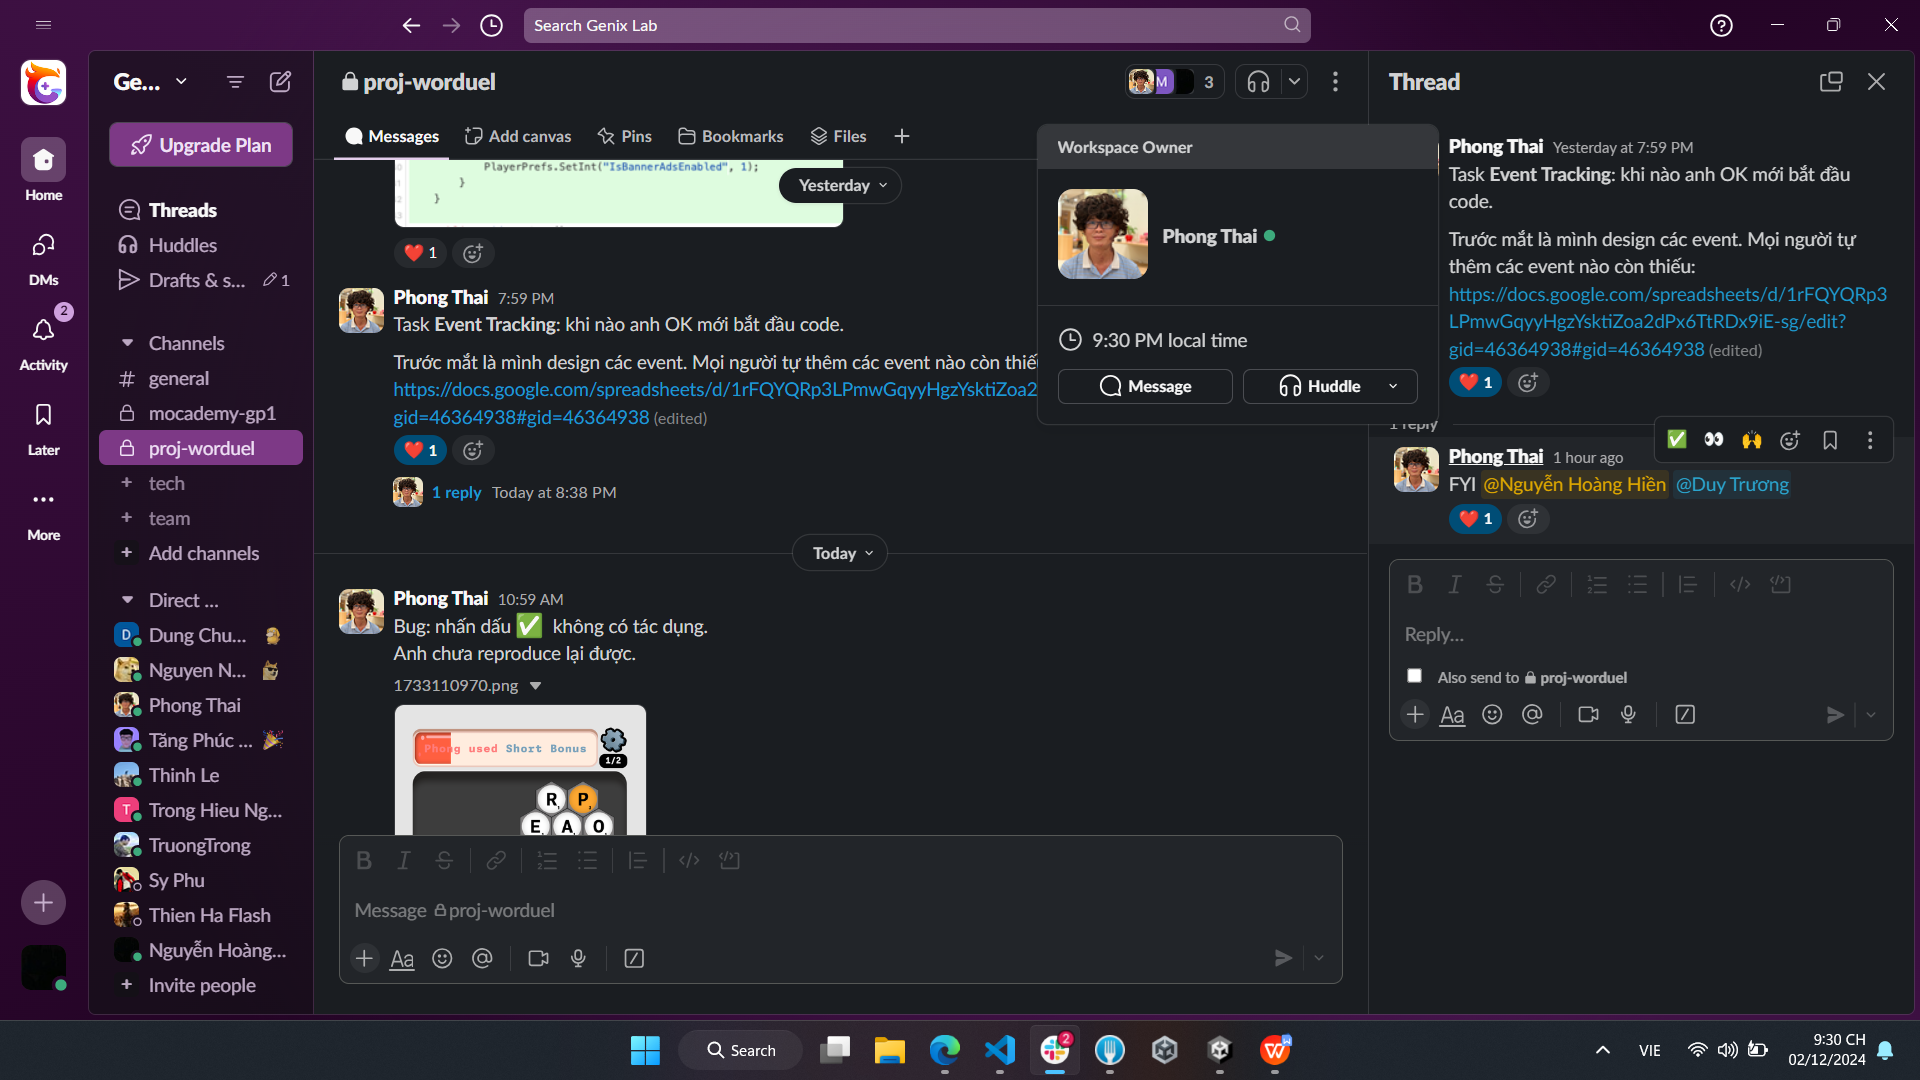 Search Genix Lab
Ge...
Upgrade Plan
Home
DMs
2
Activity
Later
More
Threads
Huddles
Drafts & s... 1
Channels
# general
mocademy-gp1
proj-worduel
tech
team
Add channels
Direct ...
D Dung Chu...
Nguyen N...
Phong Thai
Tăng Phúc ...
Thinh Le
T Trong Hieu Ng...
TruongTrong
Sy Phu
Thien Ha Flash
Nguyễn Hoàng...
Invite people
proj-worduel
M 3
Messages
Add canvas
Pins
Bookmarks
Files
PlayerPrefs.SetInt("IsBannerAdsEnabled", 1);
}
}
Yesterday
1
Phong Thai 7:59 PM
Task Event Tracking: khi nào anh OK mới bắt đầu code.
Trước mắt là mình design các event. Mọi người tự thêm các event nào còn thiế
https://docs.google.com/spreadsheets/d/1rFQYQRp3LPmwGqyyHgzYsktiZoa2
gid=46364938#gid=46364938 (edited)
1
1 reply Today at 8:38 PM
Today
Phong Thai 10:59 AM
Bug: nhấn dấu ✅ không có tác dụng.
Anh chưa reproduce lại được.
1733110970.png
Phong used Short Bonus
1/2
R P
E A O
Message proj-worduel
Aa
Workspace Owner
Phong Thai
9:30 PM local time
Message
Huddle
Thread
Phong Thai Yesterday at 7:59 PM
Task Event Tracking: khi nào anh OK mới bắt đầu
code.
Trước mắt là mình design các event. Mọi người tự
thêm các event nào còn thiếu:
https://docs.google.com/spreadsheets/d/1rFQYQRp3
LPmwGqyyHgzYsktiZoa2dPx6TtRDx9iE-sg/edit?
gid=46364938#gid=46364938 (edited)
1
1 reply
Phong Thai 1 hour ago
FYI @Nguyễn Hoàng Hiền @Duy Trương
1
Reply...
Also send to proj-worduel
Aa
Search
2
VIE
9:30 CH
02/12/2024